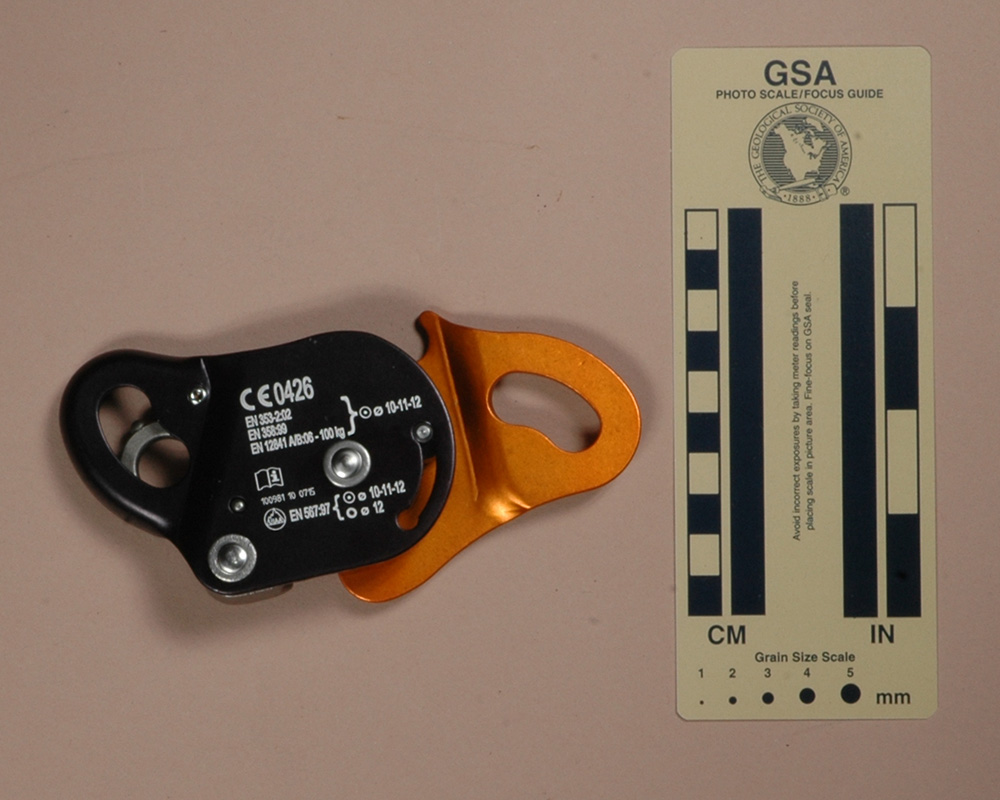 CE 0426
EN 353-2:02
EN 358:99
EN 12841 A/B:06 - 100 kg
ø 10-11-12
i
100981 10 0715
EN 567:97
ø 10-11-12
ø 12
GSA
PHOTO SCALE/FOCUS GUIDE
THE GEOLOGICAL SOCIETY OF AMERICA
1888
®
Avoid incorrect exposures by taking meter readings before
placing scale in picture area. Fine-focus on GSA seal.
CM
IN
Grain Size Scale
1 2 3 4 5
mm